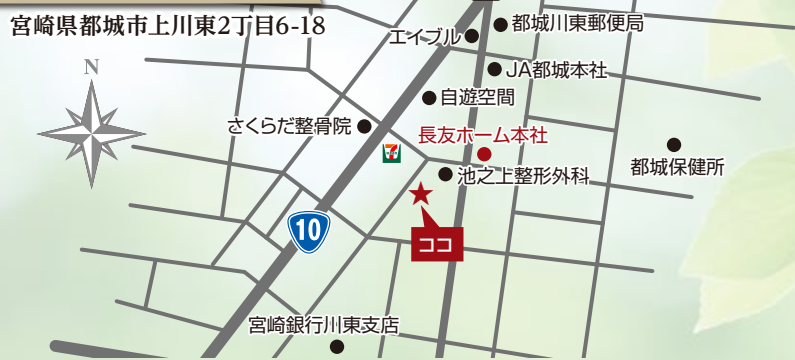 宮崎県都城市上川東2丁目6-18
N
エイブル
都城川東郵便局
JA都城本社
自遊空間
さくらだ整骨院
長友ホーム本社
7
池之上整形外科
都城保健所
10
ココ
宮崎銀行川東支店